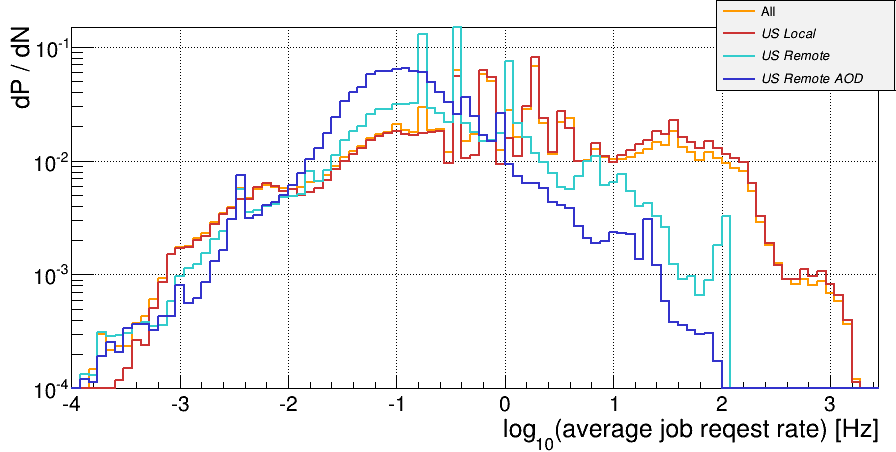 dP / dN
10^-1
10^-2
10^-3
10^-4
-4 -3 -2 -1 0 1 2 3
log_10(average job reqest rate) [Hz]
All
US Local
US Remote
US Remote AOD